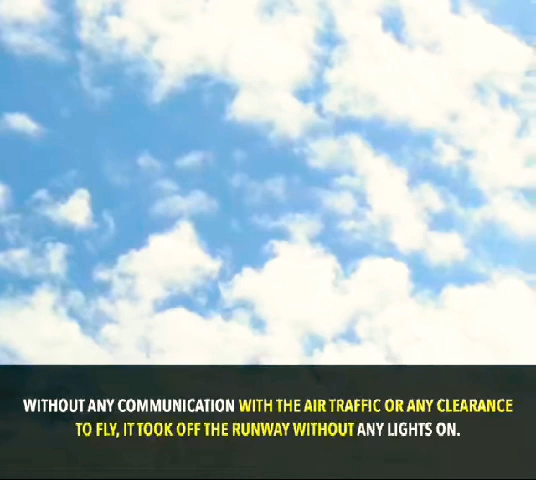 WITHOUT ANY COMMUNICATION WITH THE AIR TRAFFIC OR ANY CLEARANCE
TO FLY, IT TOOK OFF THE RUNWAY WITHOUT ANY LIGHTS ON.